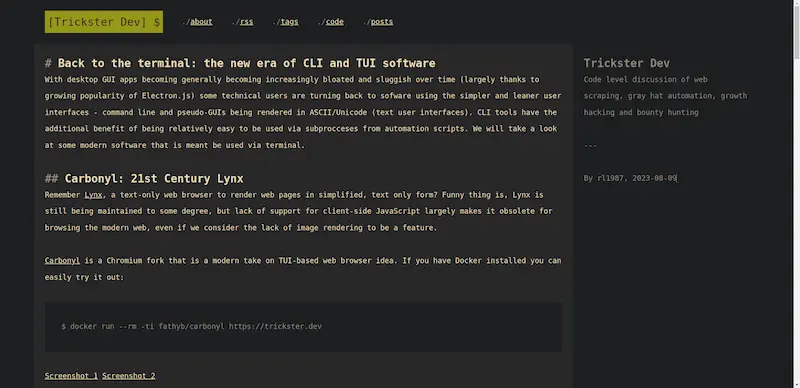 [Trickster Dev] $ ./about ./rss ./tags ./code ./posts
# Back to the terminal: the new era of CLI and TUI software
With desktop GUI apps becoming generally becoming increasingly bloated and sluggish over time (largely thanks to
growing popularity of Electron.js) some technical users are turning back to sofware using the simpler and leaner user
interfaces - command line and pseudo-GUIs being rendered in ASCII/Unicode (text user interfaces). CLI tools have the
additional benefit of being relatively easy to be used via subprocceses from automation scripts. We will take a look
at some modern software that is meant be used via terminal.
## Carbonyl: 21st Century Lynx
Remember Lynx, a text-only web browser to render web pages in simplified, text only form? Funny thing is, Lynx is
still being maintained to some degree, but lack of support for client-side JavaScript largely makes it obsolete for
browsing the modern web, even if we consider the lack of image rendering to be a feature.
Carbonyl is a Chromium fork that is a modern take on TUI-based web browser idea. If you have Docker installed you can
easily try it out:
$ docker run --rm -ti fathyb/carbonyl https://trickster.dev
Screenshot 1 Screenshot 2
Trickster Dev
Code level discussion of web
scraping, gray hat automation, growth
hacking and bounty hunting
---
By rl1987, 2023-08-09